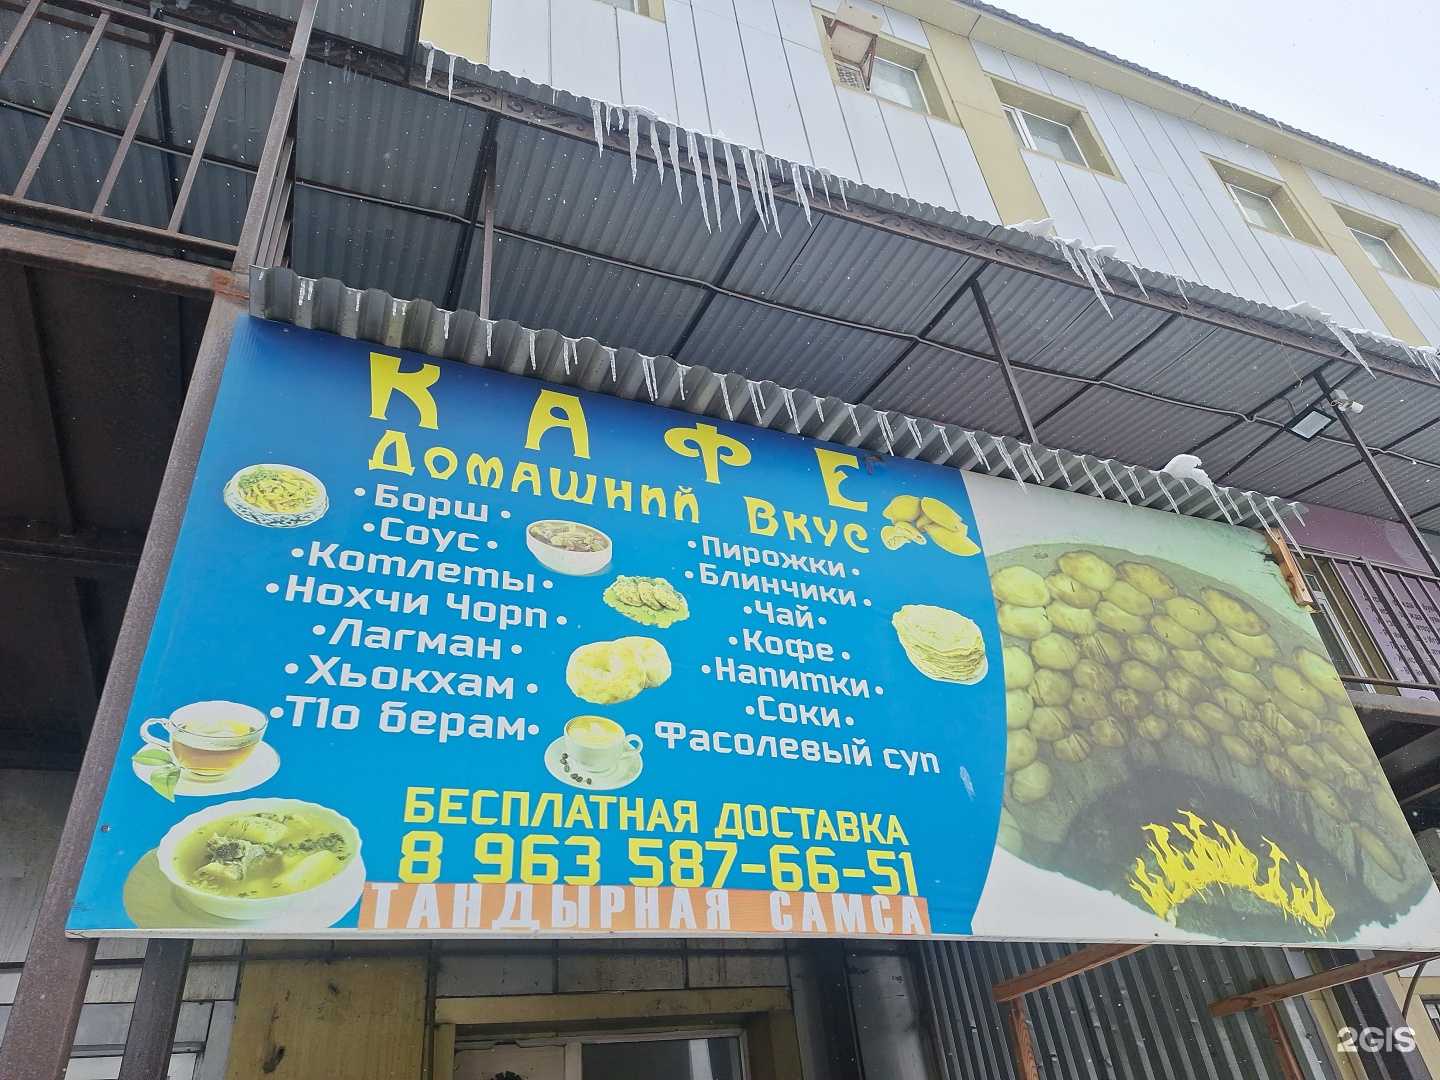 КАФЕ
Домашний вкус
• Борщ •
• Соус •
• Котлеты •
• Нохчи Чорп •
• Лагман •
• Хьокхам •
• Т1о берам •
• Пирожки •
• Блинчики •
• Чай •
• Кофе •
• Напитки •
• Соки •
Фасолевый суп
БЕСПЛАТНАЯ ДОСТАВКА
8 963 587-66-51
ТАНДЫРНАЯ САМСА
2GIS